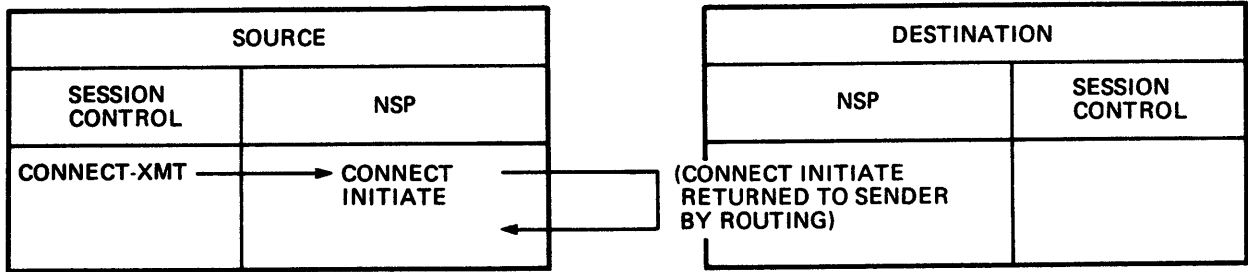 SOURCE
DESTINATION
SESSION
CONTROL
NSP
NSP
SESSION
CONTROL
CONNECT-XMT
CONNECT
INITIATE
(CONNECT INITIATE
RETURNED TO SENDER
BY ROUTING)